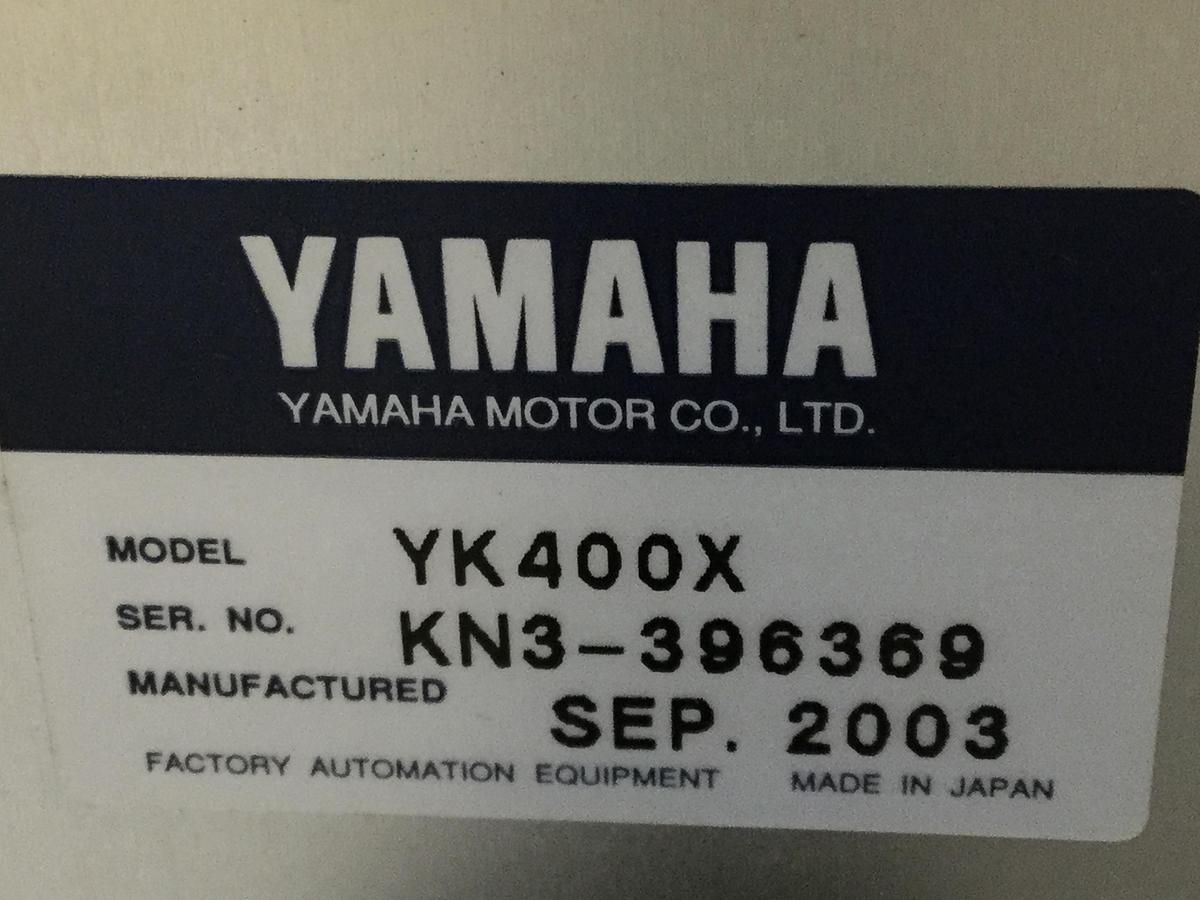 YAMAHA
YAMAHA MOTOR CO., LTD.
MODEL YK400X
SER. NO. KN3-396369
MANUFACTURED SEP. 2003
FACTORY AUTOMATION EQUIPMENT MADE IN JAPAN